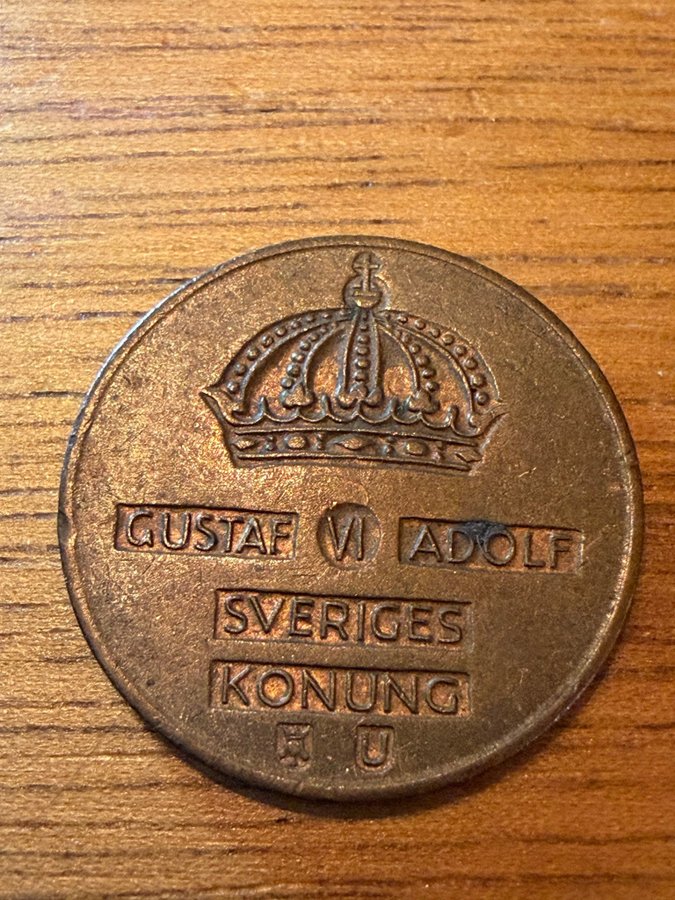 GUSTAF VI ADOLF
SVERIGES
KONUNG
U